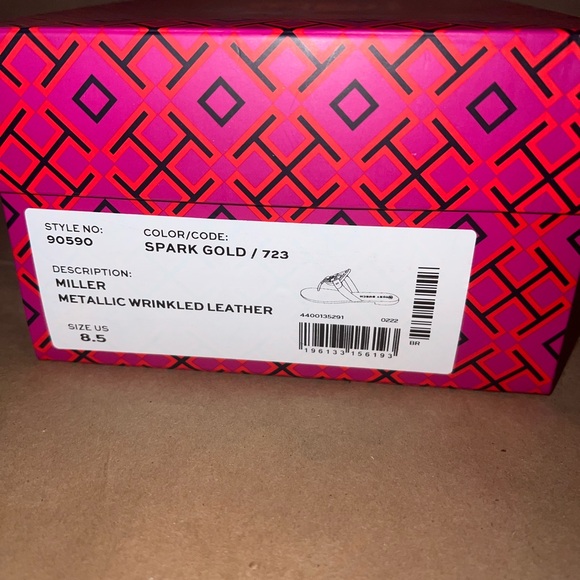 STYLE NO:
90590
COLOR/CODE:
SPARK GOLD / 723
DESCRIPTION:
MILLER
METALLIC WRINKLED LEATHER
SIZE US
8.5
4400135291
0222
196133156193
BR